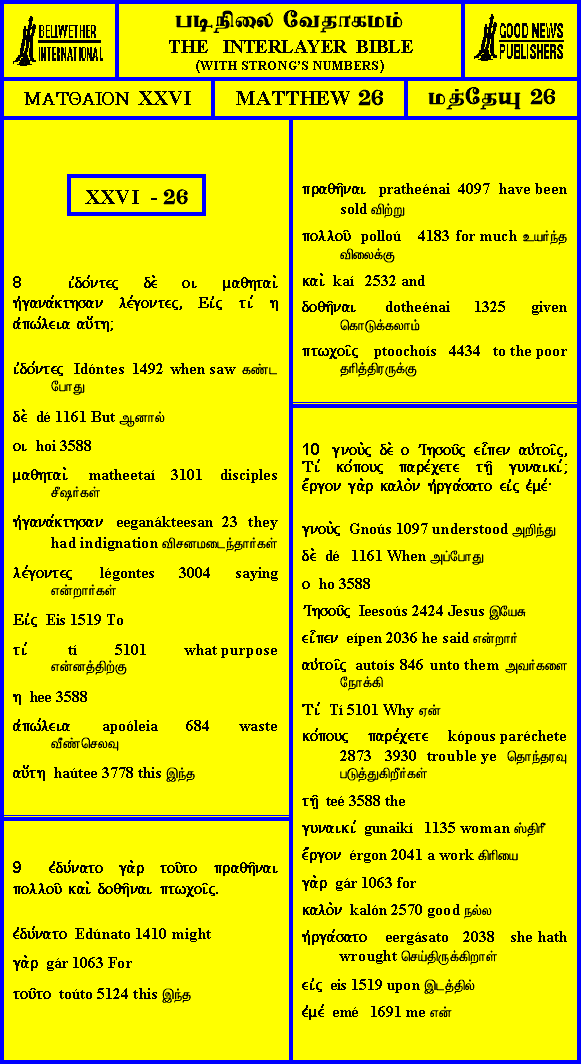 BELLWETHER
INTERNATIONAL
படிநிலை வேதாகமம்
THE INTERLAYER BIBLE
(WITH STRONG'S NUMBERS)
GOOD NEWS
PUBLISHERS
ΜΑΤΘΑΙΟΝ XXVI
MATTHEW 26
மத்தேயு 26
XXVI - 26
8 ἰδόντες δὲ οι μαθηταὶ
ἠγανάκτησαν λέγοντες, Εἰς τί η
ἀπώλεια αὕτη;
ἰδόντες Idóntes 1492 when saw கண்ட
போது
δὲ dé 1161 But ஆனால்
οι hoi 3588
μαθηταὶ matheetaí 3101 disciples
சீஷர்கள்
ἠγανάκτησαν eeganákteesan 23 they
had indignation விசனமடைந்தார்கள்
λέγοντες légontes 3004 saying
என்றார்கள்
Εἰς Eis 1519 To
τί tí 5101 what purpose
என்னத்திற்கு
η hee 3588
ἀπώλεια apoóleia 684 waste
வீண்செலவு
αὕτη haútee 3778 this இந்த
9 ἐδύνατο γὰρ τοῦτο πραθῆναι
πολλοῦ καὶ δοθῆναι πτωχοῖς.
ἐδύνατο Edúnato 1410 might
γὰρ gár 1063 For
τοῦτο toúto 5124 this இந்த
πραθῆναι pratheénai 4097 have been
sold விற்று
πολλοῦ polloú 4183 for much உயர்ந்த
விலைக்கு
καὶ kaí 2532 and
δοθῆναι dotheénai 1325 given
கொடுக்கலாம்
πτωχοῖς ptoochoís 4434 to the poor
தரித்திரருக்கு
10 γνοὺς δὲ ο Ἰησοῦς εἶπεν αὐτοῖς,
Τί κόπους παρέχετε τῇ γυναικί;
ἔργον γὰρ καλὸν ἠργάσατο εἰς ἐμέ·
γνοὺς Gnoús 1097 understood அறிந்து
δὲ dé 1161 When அப்போது
ο ho 3588
Ἰησοῦς Ieesoús 2424 Jesus இயேசு
εἶπεν eípen 2036 he said என்றார்
αὐτοῖς autoís 846 unto them அவர்களை
நோக்கி
Τί Tí 5101 Why ஏன்
κόπους παρέχετε kópous paréchete
2873 3930 trouble ye தொந்தரவு
படுத்துகிறீர்கள்
τῇ teé 3588 the
γυναικί gunaikí 1135 woman ஸ்திரீ
ἔργον érgon 2041 a work கிரியை
γὰρ gár 1063 for
καλὸν kalón 2570 good நல்ல
ἠργάσατο eergásato 2038 she hath
wrought செய்திருக்கிறாள்
εἰς eis 1519 upon இடத்தில்
ἐμέ emé 1691 me என்